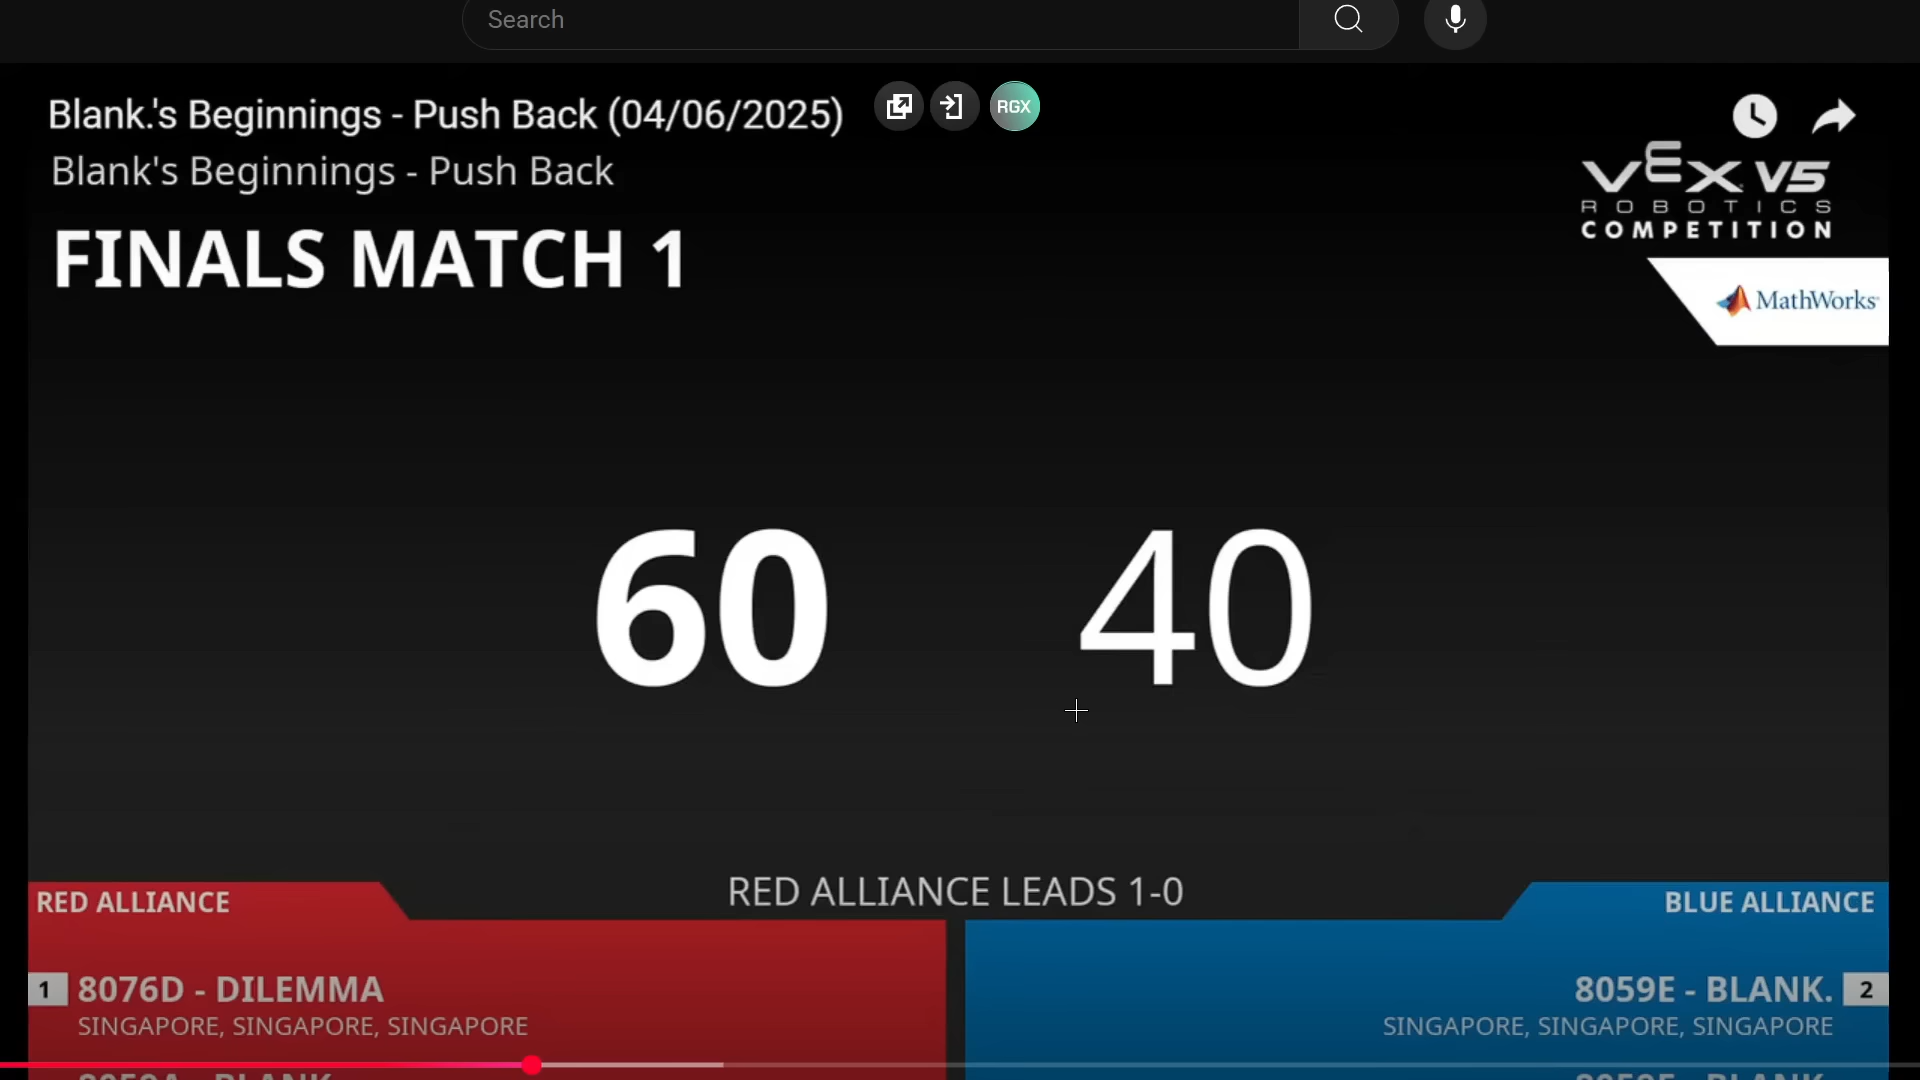 Search
Blank.'s Beginnings - Push Back (04/06/2025)
RGX
Blank's Beginnings - Push Back
VEX V5
ROBOTICS
COMPETITION
FINALS MATCH 1
MathWorks
60 40
RED ALLIANCE LEADS 1-0
RED ALLIANCE
BLUE ALLIANCE
1 8076D - DILEMMA
SINGAPORE, SINGAPORE, SINGAPORE
8059E - BLANK. 2
SINGAPORE, SINGAPORE, SINGAPORE